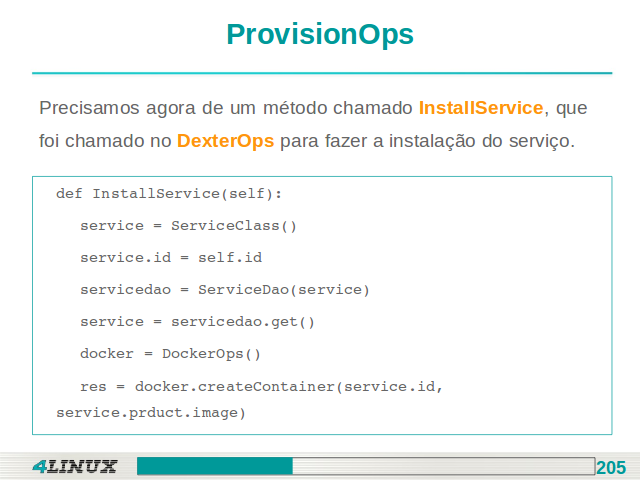 ProvisionOps
Precisamos agora de um método chamado InstallService, que
foi chamado no DexterOps para fazer a instalação do serviço.
def InstallService(self):
service = ServiceClass()
service.id = self.id
servicedao = ServiceDao(service)
service = servicedao.get()
docker = DockerOps()
res = docker.createContainer(service.id,
service.prduct.image)
4LINUX
205